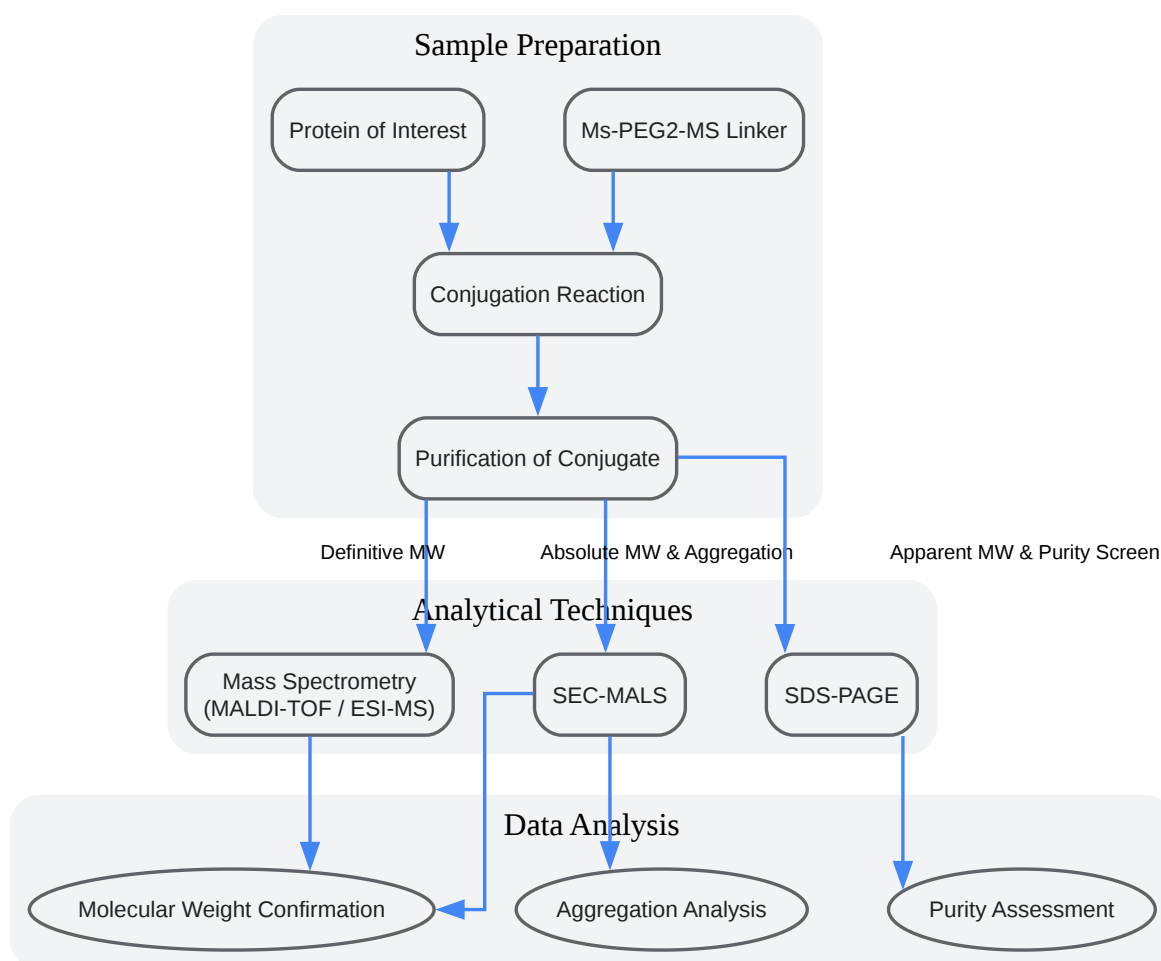 Sample Preparation
Protein of Interest
Ms-PEG2-MS Linker
Conjugation Reaction
Purification of Conjugate
Definitive MW
Absolute MW & Aggregation
Apparent MW & Purity Screen
Analytical Techniques
Mass Spectrometry
(MALDI-TOF / ESI-MS)
SEC-MALS
SDS-PAGE
Data Analysis
Molecular Weight Confirmation
Aggregation Analysis
Purity Assessment